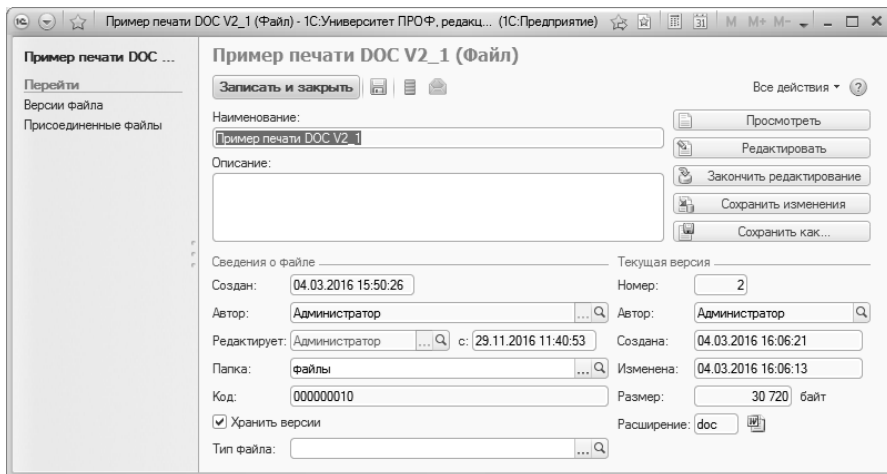 Пример печати DOC V2_1 (Файл) - 1С:Университет ПРОФ, редакц... (1С:Предприятие)
M M+ M-
Пример печати DOC ...
Перейти
Версии файла
Присоединенные файлы
Пример печати DOC V2_1 (Файл)
Записать и закрыть
Все действия
?
Наименование:
Пример печати DOC V2_1
Описание:
Просмотреть
Редактировать
Закончить редактирование
Сохранить изменения
Сохранить как...
Сведения о файле
Создан: 04.03.2016 15:50:26
Автор: Администратор ...
Редактирует: Администратор ... с: 29.11.2016 11:40:53
Папка: файлы ...
Код: 000000010
Хранить версии
Тип файла: ...
Текущая версия
Номер: 2
Автор: Администратор
Создана: 04.03.2016 16:06:21
Изменена: 04.03.2016 16:06:13
Размер: 30 720 байт
Расширение: doc